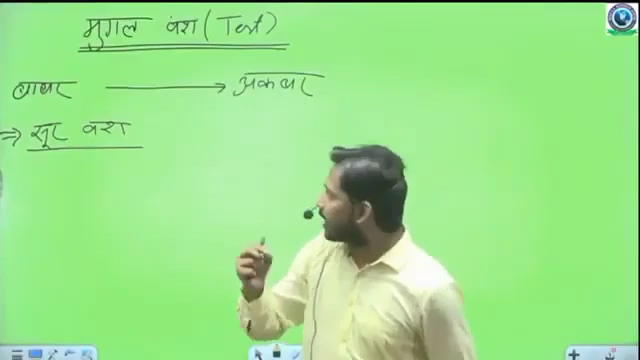 मुगल वंश (Test)
बाबर → अकबर
⇒ सूर वंश